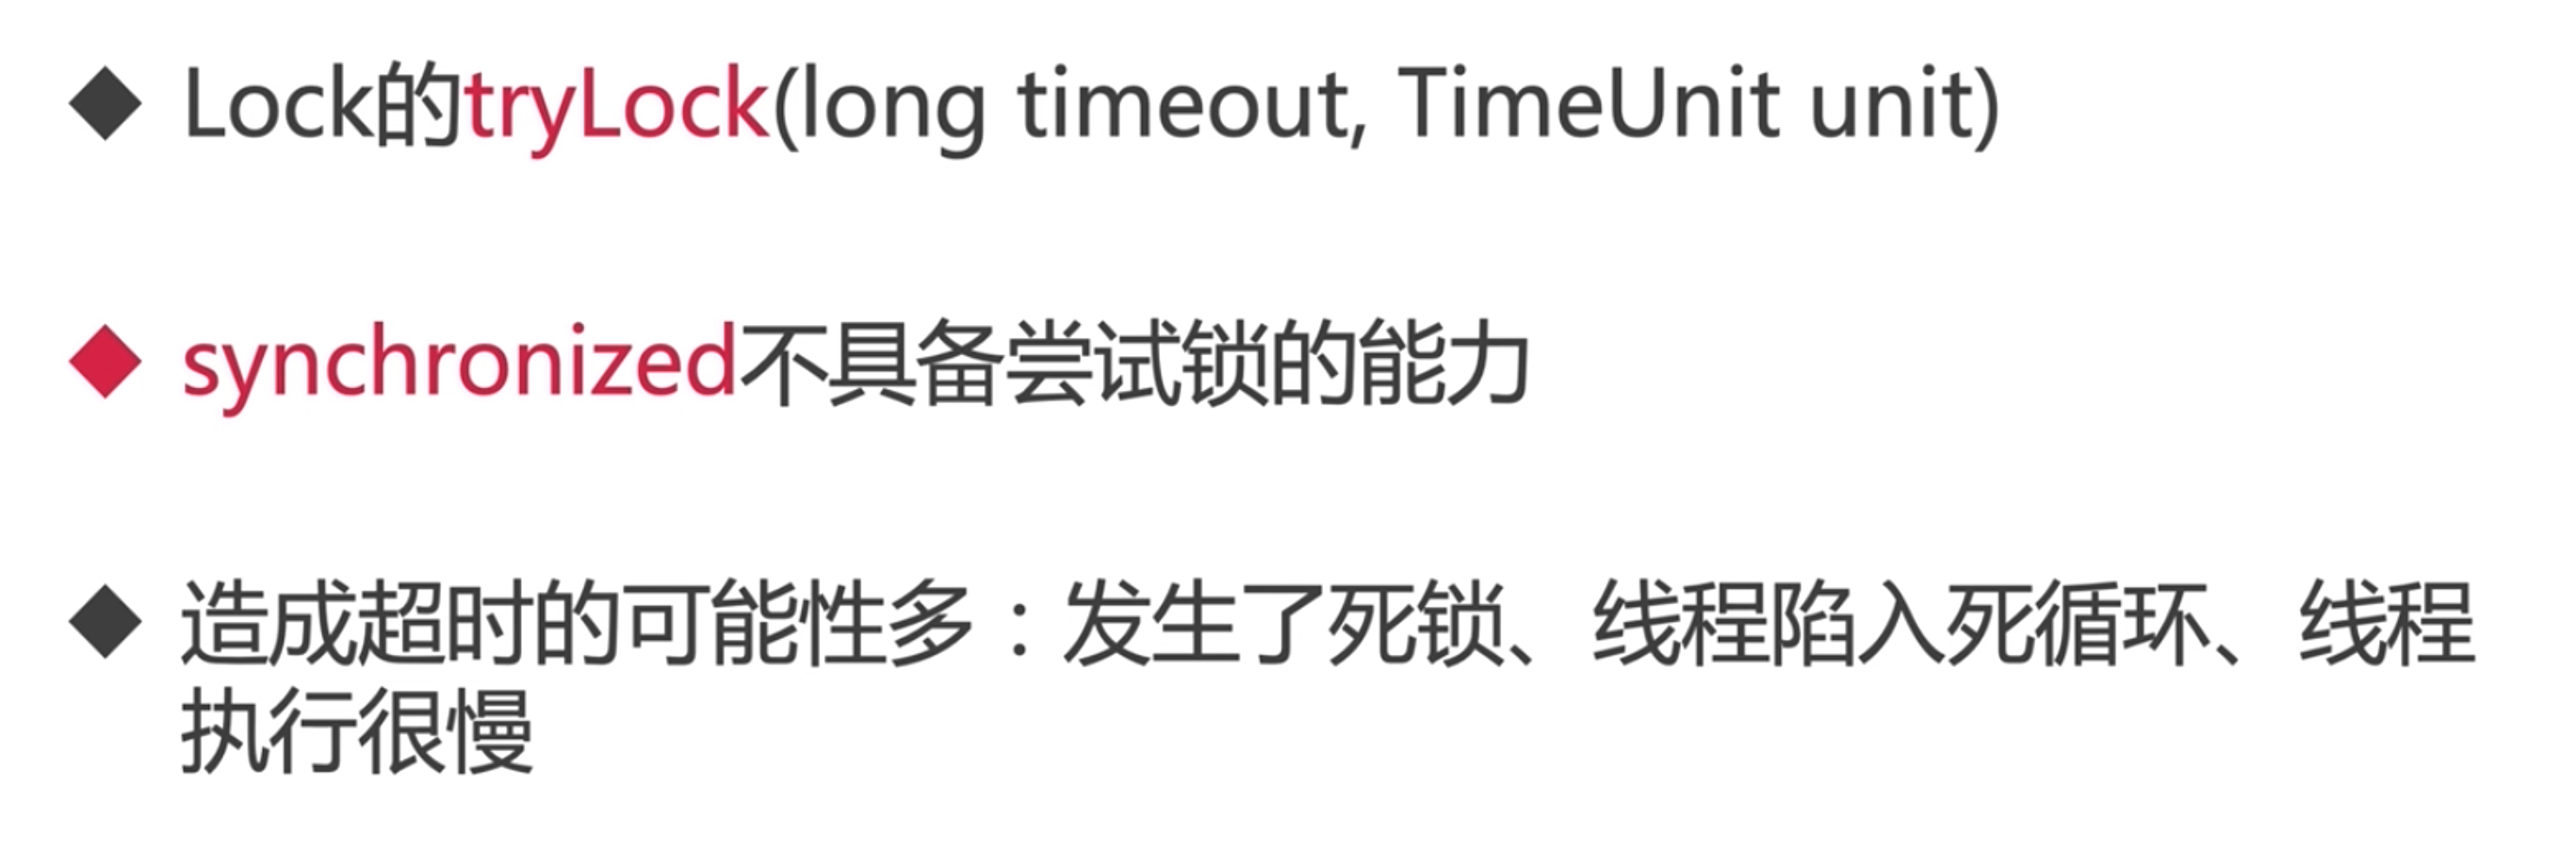 Lock的tryLock(long timeout, TimeUnit unit)
synchronized不具备尝试锁的能力
造成超时的可能性多：发生了死锁、线程陷入死循环、线程
执行很慢